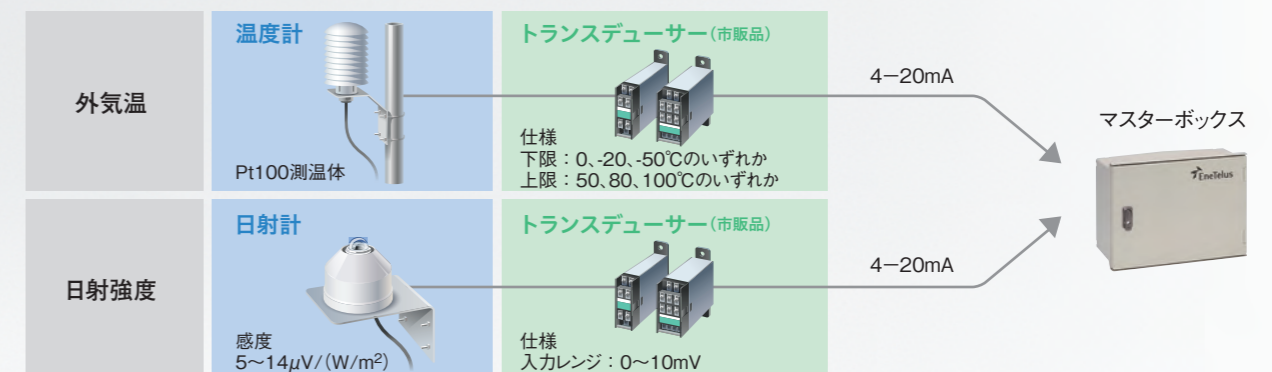 外気温
温度計
Pt100測温体
トランスデューサー(市販品)
仕様
下限：0、-20、-50℃のいずれか
上限：50、80、100℃のいずれか
4−20mA
マスターボックス
EneTelus
日射強度
日射計
感度
5〜14μV/(W/m²)
トランスデューサー(市販品)
仕様
入力レンジ：0〜10mV
4−20mA